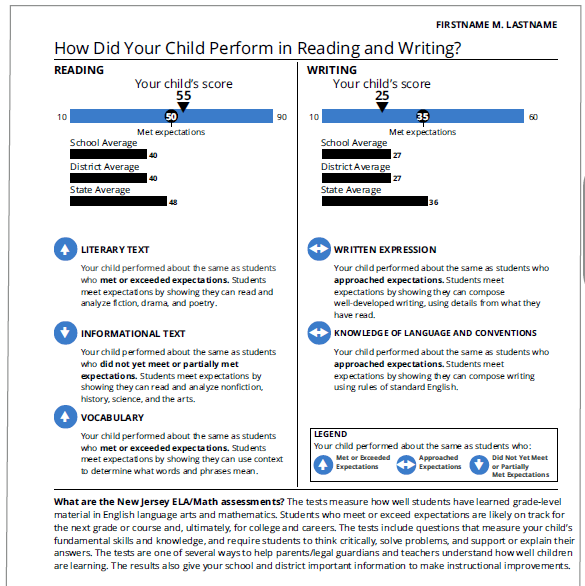 FIRSTNAME M. LASTNAME
How Did Your Child Perform in Reading and Writing?
READING
Your child's score
55
10
50
90
Met expectations
School Average
40
District Average
40
State Average
48
LITERARY TEXT
Your child performed about the same as students
who met or exceeded expectations. Students
meet expectations by showing they can read and
analyze fiction, drama, and poetry.
INFORMATIONAL TEXT
Your child performed about the same as students
who did not yet meet or partially met
expectations. Students meet expectations by
showing they can read and analyze nonfiction,
history, science, and the arts.
VOCABULARY
Your child performed about the same as students
who met or exceeded expectations. Students
meet expectations by showing they can use context
to determine what words and phrases mean.
WRITING
Your child's score
25
10
35
60
Met expectations
School Average
27
District Average
27
State Average
36
WRITTEN EXPRESSION
Your child performed about the same as students who
approached expectations. Students meet
expectations by showing they can compose
well-developed writing, using details from what they
have read.
KNOWLEDGE OF LANGUAGE AND CONVENTIONS
Your child performed about the same as students who
approached expectations. Students meet
expectations by showing they can compose writing
using rules of standard English.
LEGEND
Your child performed about the same as students who:
Met or Exceeded
Expectations
Approached
Expectations
Did Not Yet Meet
or Partially
Met Expectations
What are the New Jersey ELA/Math assessments? The tests measure how well students have learned grade-level
material in English language arts and mathematics. Students who meet or exceed expectations are likely on track for
the next grade or course and, ultimately, for college and careers. The tests include questions that measure your child's
fundamental skills and knowledge, and require students to think critically, solve problems, and support or explain their
answers. The tests are one of several ways to help parents/legal guardians and teachers understand how well children
are learning. The results also give your school and district important information to make instructional improvements.